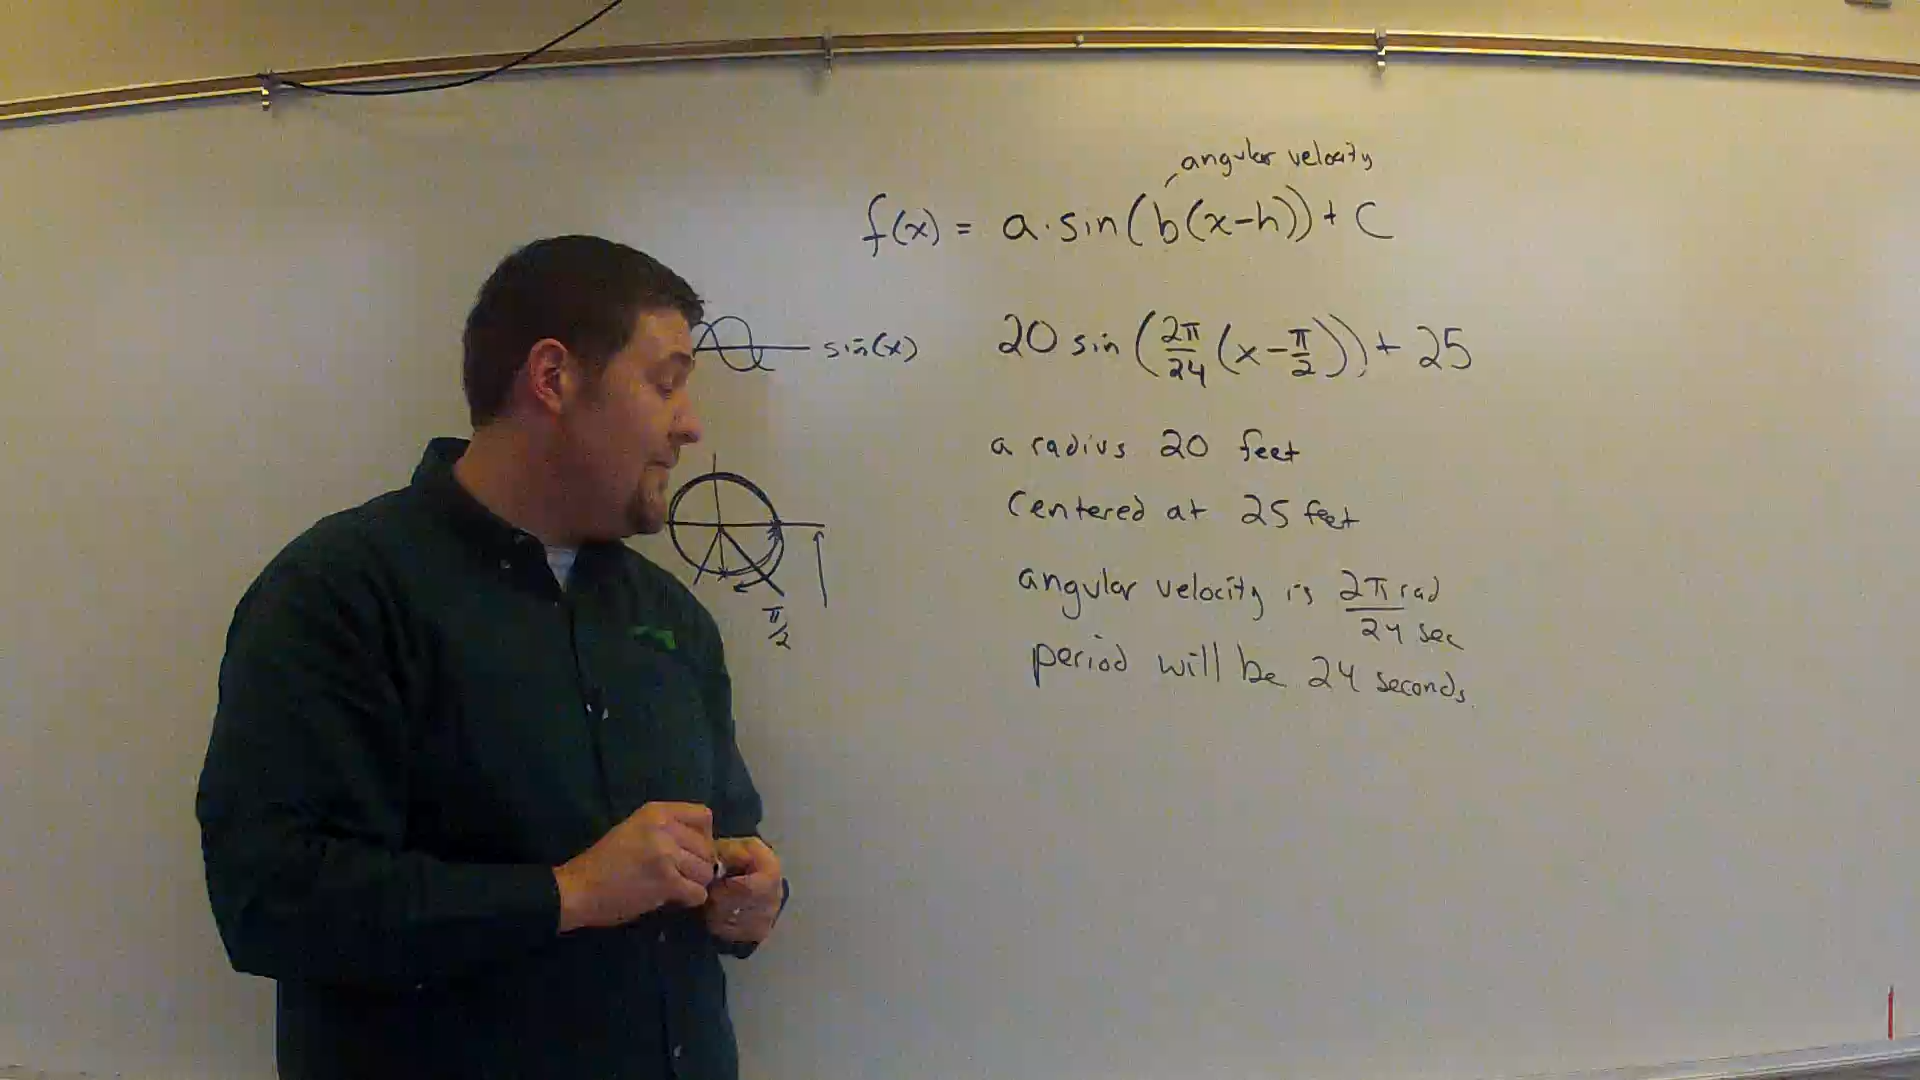 angular velocity
f(x) = a·sin(b(x-h))+C
sin(x)
20 sin(2π/24(x-π/2))+25
a radius 20 feet
centered at 25 feet
angular velocity is 2π rad/24 sec
π/2
period will be 24 seconds